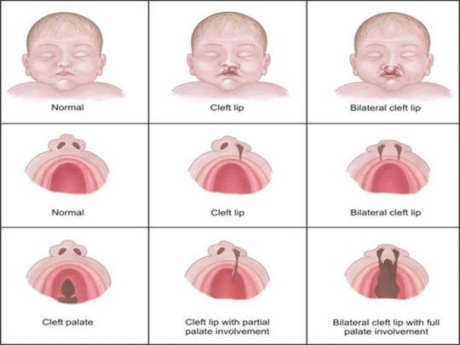 Normal
Cleft lip
Bilateral cleft lip
Normal
Cleft lip
Bilateral cleft lip
Cleft palate
Cleft lip with partial
palate involvement
Bilateral cleft lip with full
palate involvement